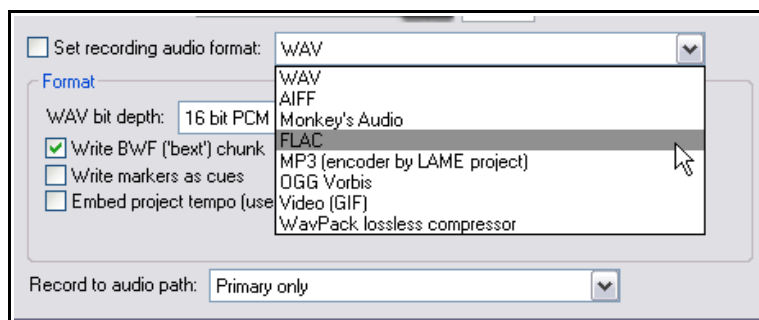 Set recording audio format: WAV
WAV
Format
AIFF
WAV bit depth: 16 bit PCM
Monkey's Audio
FLAC
Write BWF ('bext') chunk
MP3 (encoder by LAME project)
Write markers as cues
OGG Vorbis
Embed project tempo (use
Video (GIF)
WavPack lossless compressor
Record to audio path: Primary only